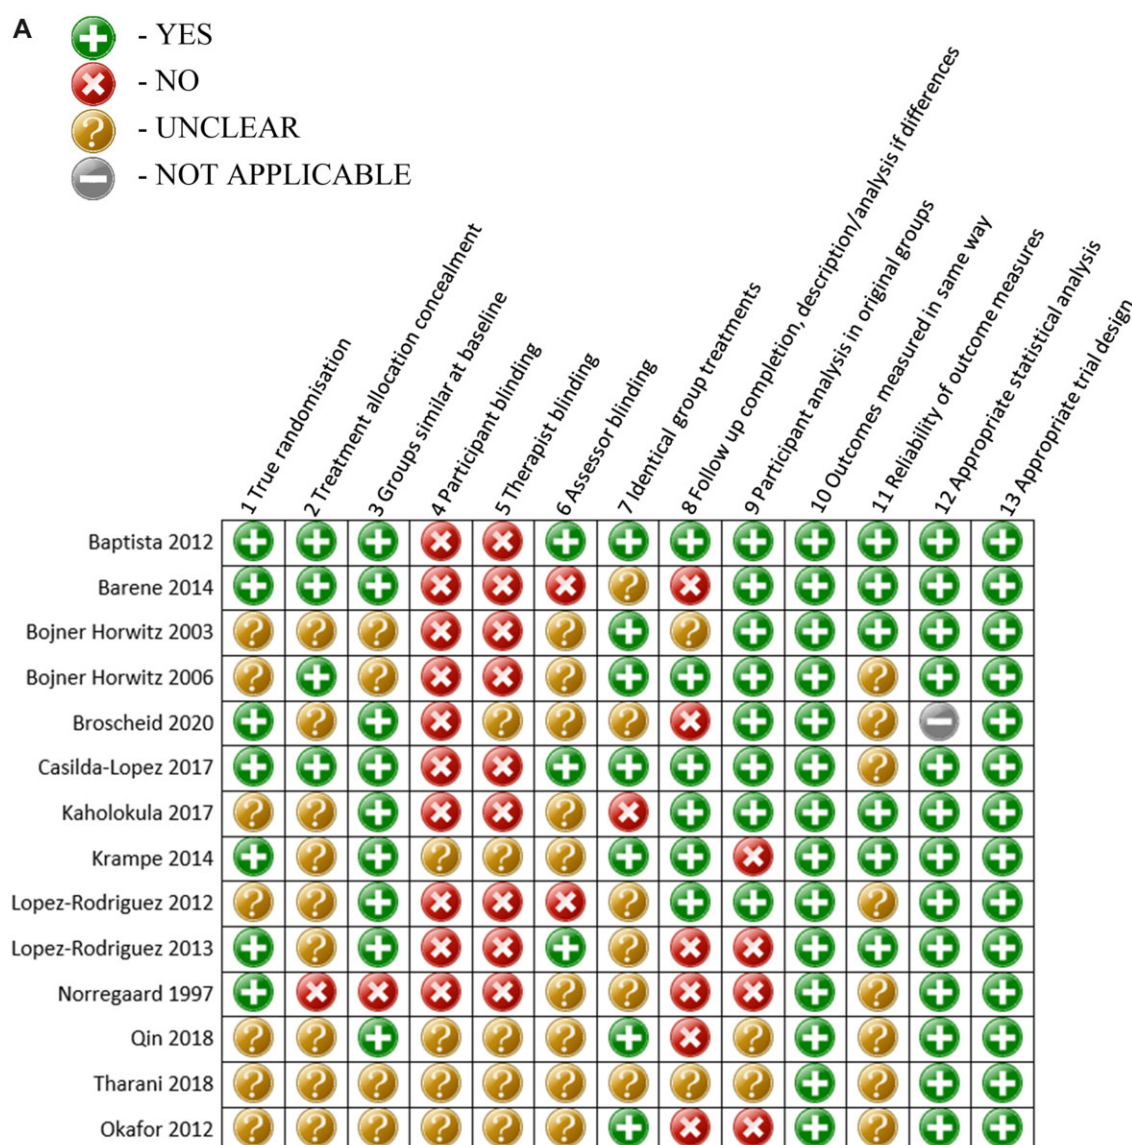 A
- YES
- NO
- UNCLEAR
- NOT APPLICABLE
1 True randomisation
2 Treatment allocation concealment
3 Groups similar at baseline
4 Participant blinding
5 Therapist blinding
6 Assessor blinding
7 Identical group treatments
8 Follow up completion, description/analysis if differences
9 Participant analysis in original groups
10 Outcomes measured in same way
11 Reliability of outcome measures
12 Appropriate statistical analysis
13 Appropriate trial design
Baptista 2012
Barene 2014
Bojner Horwitz 2003
Bojner Horwitz 2006
Broscheid 2020
Casilda-Lopez 2017
Kaholokula 2017
Krampe 2014
Lopez-Rodriguez 2012
Lopez-Rodriguez 2013
Norregaard 1997
Qin 2018
Tharani 2018
Okafor 2012